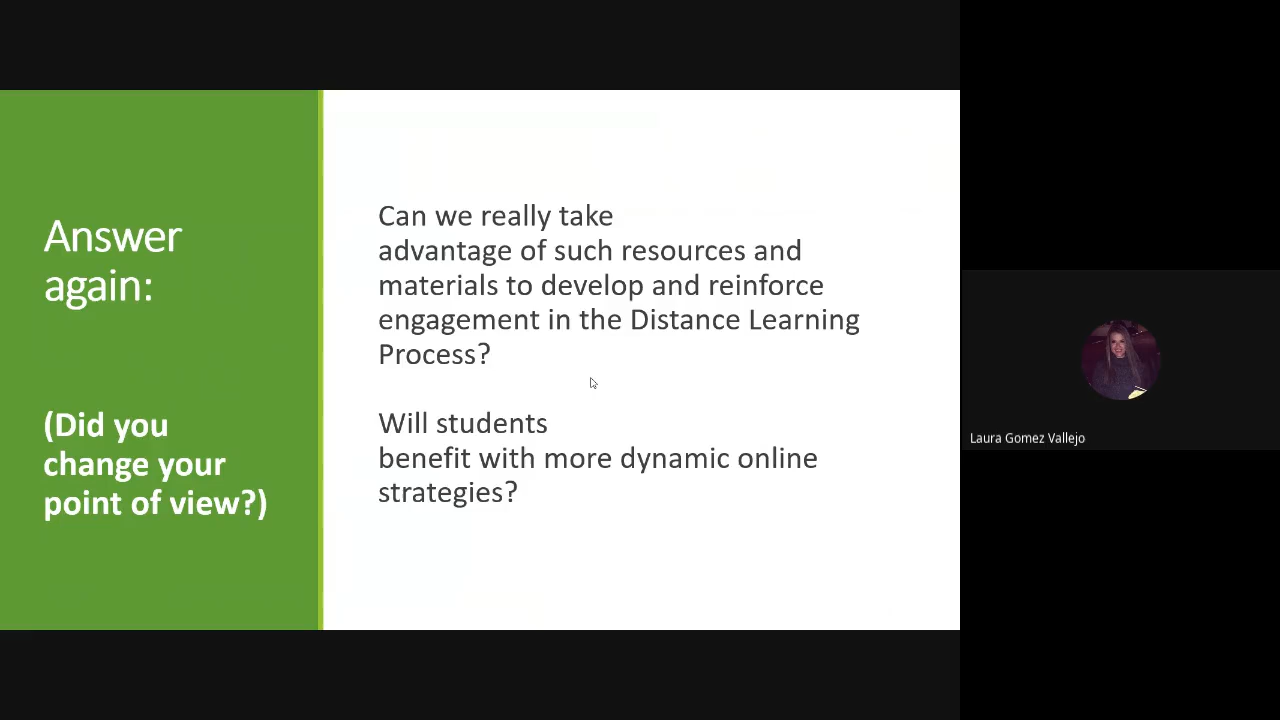 Answer
again:
(Did you
change your
point of view?)
Can we really take
advantage of such resources and
materials to develop and reinforce
engagement in the Distance Learning
Process?
Will students
benefit with more dynamic online
strategies?
Laura Gomez Vallejo